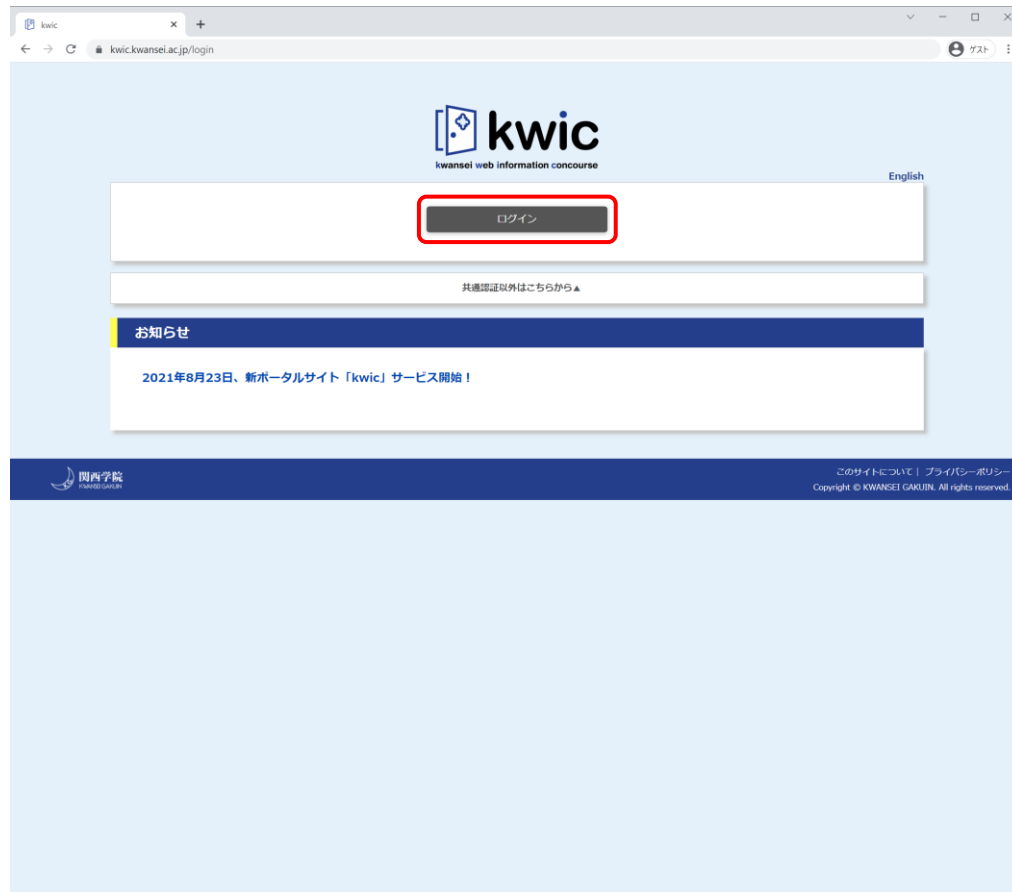 kwic
kwic.kwansei.ac.jp/login
ゲスト
kwic
kwansei web information concourse
English
ログイン
共通認証以外はこちらから▲
お知らせ
2021年8月23日、新ポータルサイト「kwic」サービス開始！
関西学院
KWANSEI GAKUIN
このサイトについて | プライバシーポリシー
Copyright © KWANSEI GAKUIN. All rights reserved.